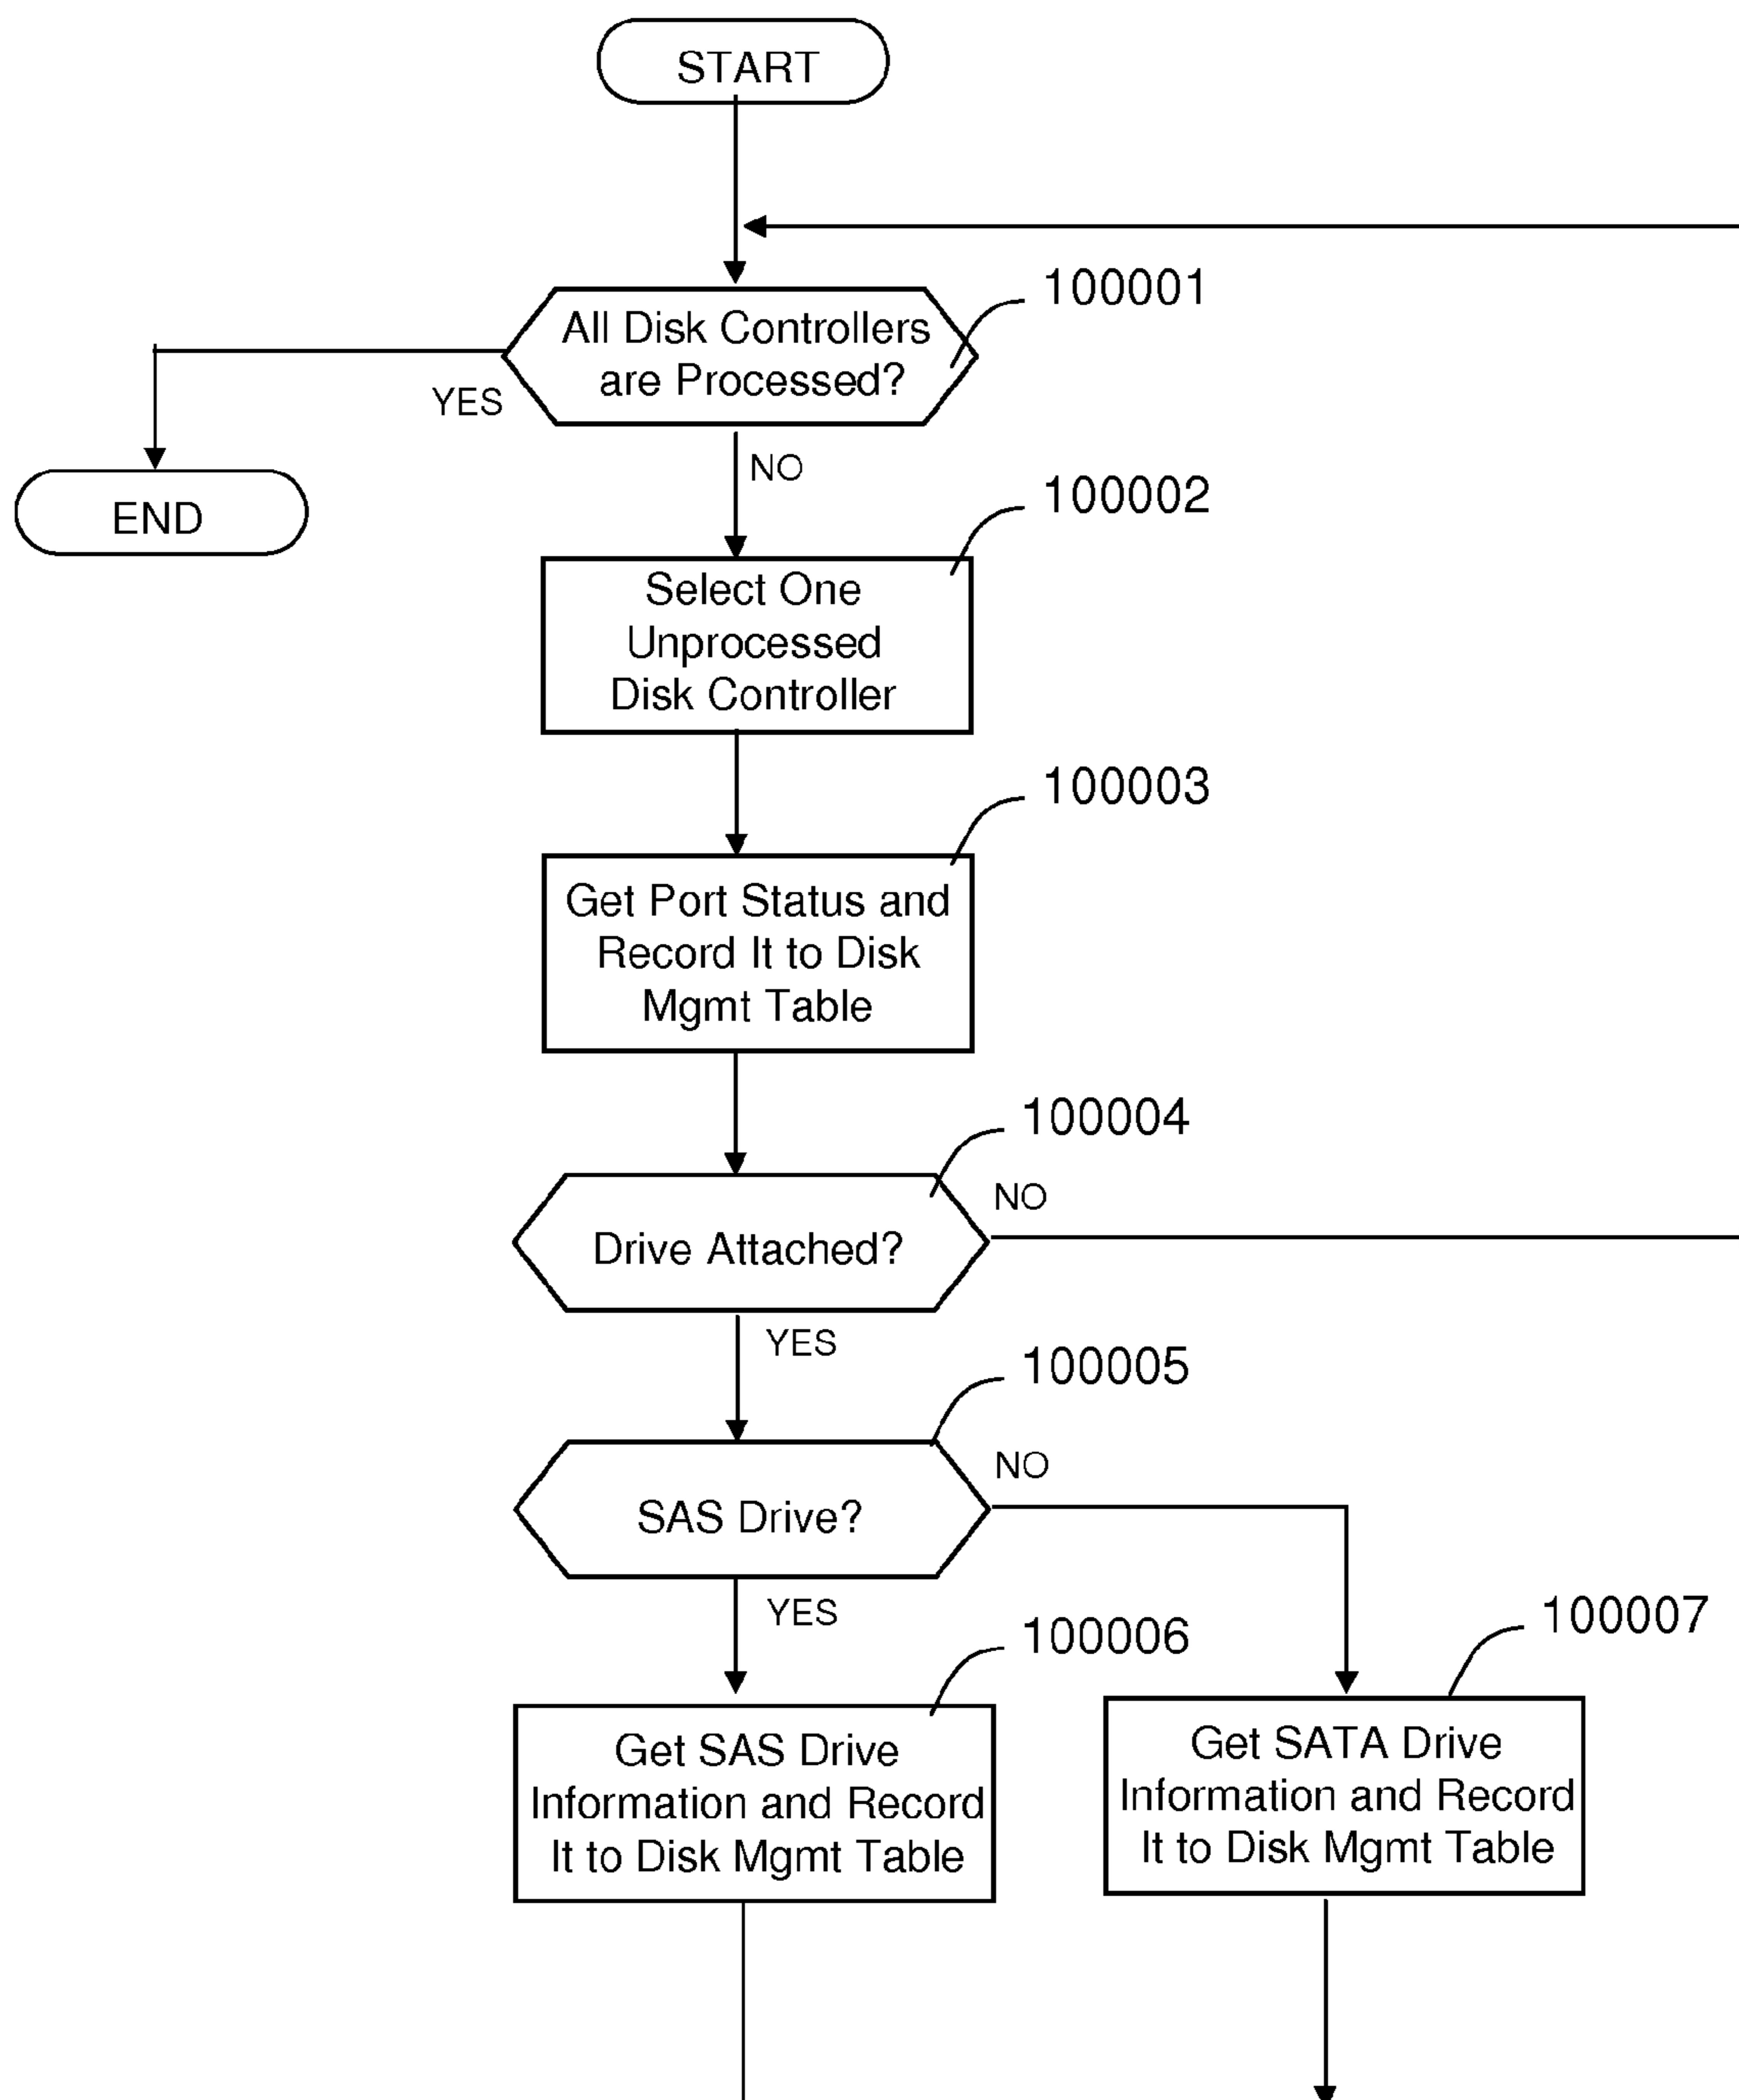 START
100001
All Disk Controllers
are Processed?
YES
NO
END
100002
Select One
Unprocessed
Disk Controller
100003
Get Port Status and
Record It to Disk
Mgmt Table
100004
NO
Drive Attached?
YES
100005
NO
SAS Drive?
YES
100006
100007
Get SAS Drive
Information and Record
It to Disk Mgmt Table
Get SATA Drive
Information and Record
It to Disk Mgmt Table